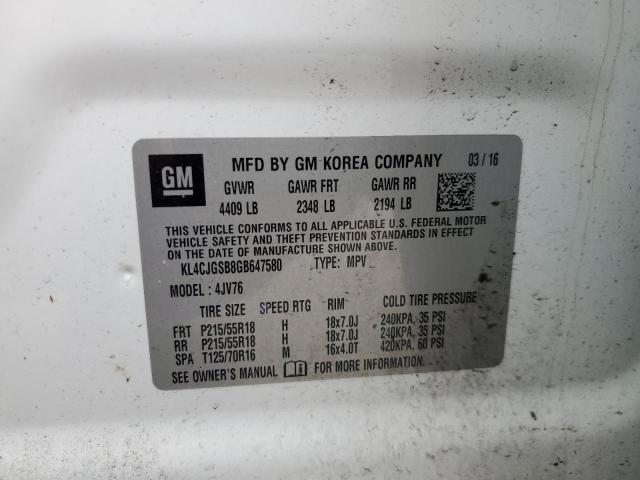 GM
MFD BY GM KOREA COMPANY 03 / 16
GVWR GAWR FRT GAWR RR
4409 LB 2348 LB 2194 LB
THIS VEHICLE CONFORMS TO ALL APPLICABLE U.S. FEDERAL MOTOR
VEHICLE SAFETY AND THEFT PREVENTION STANDARDS IN EFFECT
ON THE DATE OF MANUFACTURE SHOWN ABOVE.
KL4CJGSB8GB647580 TYPE: MPV
MODEL : 4JV76
TIRE SIZE SPEED RTG RIM COLD TIRE PRESSURE
FRT P215/55R18 H 18x7.0J 240KPA, 35 PSI
RR P215/55R18 H 18x7.0J 240KPA, 35 PSI
SPA T125/70R16 M 16x4.0T 420KPA, 60 PSI
SEE OWNER'S MANUAL FOR MORE INFORMATION.